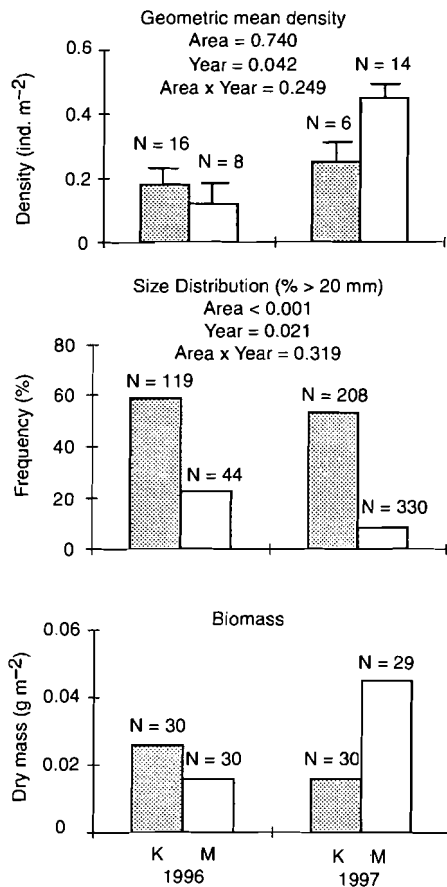 Geometric mean density
Area = 0.740
Year = 0.042
Area x Year = 0.249
Density (ind. m−2)
0.6
0.4
0.2
0
N = 16
N = 8
N = 6
N = 14
Size Distribution (% > 20 mm)
Area < 0.001
Year = 0.021
Area x Year = 0.319
Frequency (%)
80
60
40
20
0
N = 119
N = 44
N = 208
N = 330
Biomass
Dry mass (g m−2)
0.06
0.04
0.02
0
N = 30
N = 30
N = 30
N = 29
K M K M
1996 1997